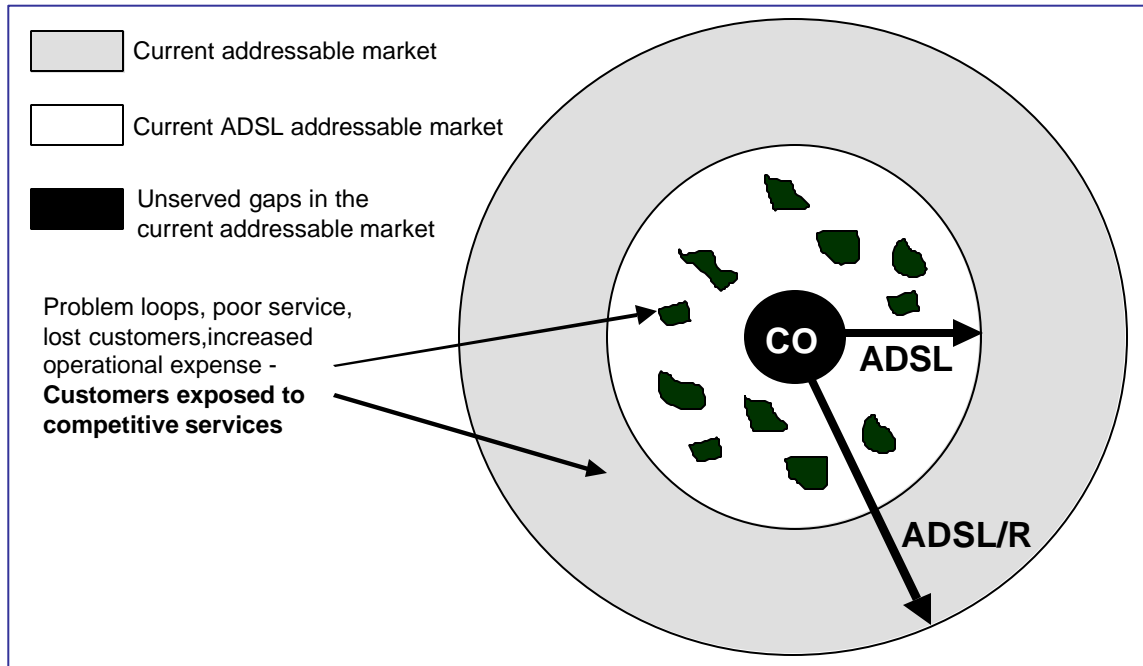 Current addressable market
Current ADSL addressable market
Unserved gaps in the
current addressable market
Problem loops, poor service,
lost customers,increased
operational expense -
Customers exposed to
competitive services
CO
ADSL
ADSL/R